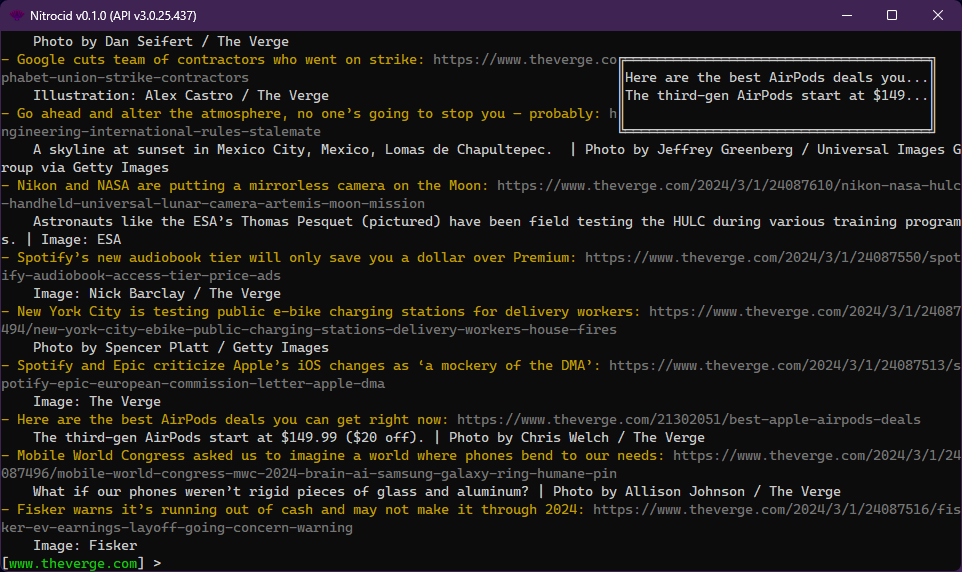 Nitrocid v0.1.0 (API v3.0.25.437)
Photo by Dan Seifert / The Verge
– Google cuts team of contractors who went on strike: https://www.theverge.co
phabet-union-strike-contractors
Here are the best AirPods deals you...
The third-gen AirPods start at $149...
Illustration: Alex Castro / The Verge
– Go ahead and alter the atmosphere, no one’s going to stop you — probably: h
ngineering-international-rules-stalemate
A skyline at sunset in Mexico City, Mexico, Lomas de Chapultepec.  | Photo by Jeffrey Greenberg / Universal Images G
roup via Getty Images
– Nikon and NASA are putting a mirrorless camera on the Moon: https://www.theverge.com/2024/3/1/24087610/nikon-nasa-hulc
-handheld-universal-lunar-camera-artemis-moon-mission
Astronauts like the ESA’s Thomas Pesquet (pictured) have been field testing the HULC during various training program
s. | Image: ESA
– Spotify’s new audiobook tier will only save you a dollar over Premium: https://www.theverge.com/2024/3/1/24087550/spot
ify-audiobook-access-tier-price-ads
Image: Nick Barclay / The Verge
– New York City is testing public e-bike charging stations for delivery workers: https://www.theverge.com/2024/3/1/24087
494/new-york-city-ebike-public-charging-stations-delivery-workers-house-fires
Photo by Spencer Platt / Getty Images
– Spotify and Epic criticize Apple’s iOS changes as ‘a mockery of the DMA’: https://www.theverge.com/2024/3/1/24087513/s
potify-epic-european-commission-letter-apple-dma
Image: The Verge
– Here are the best AirPods deals you can get right now: https://www.theverge.com/21302051/best-apple-airpods-deals
The third-gen AirPods start at $149.99 ($20 off). | Photo by Chris Welch / The Verge
– Mobile World Congress asked us to imagine a world where phones bend to our needs: https://www.theverge.com/2024/3/1/24
087496/mobile-world-congress-mwc-2024-brain-ai-samsung-galaxy-ring-humane-pin
What if our phones weren’t rigid pieces of glass and aluminum? | Photo by Allison Johnson / The Verge
– Fisker warns it’s running out of cash and may not make it through 2024: https://www.theverge.com/2024/3/1/24087516/fis
ker-ev-earnings-layoff-going-concern-warning
Image: Fisker
[www.theverge.com] >